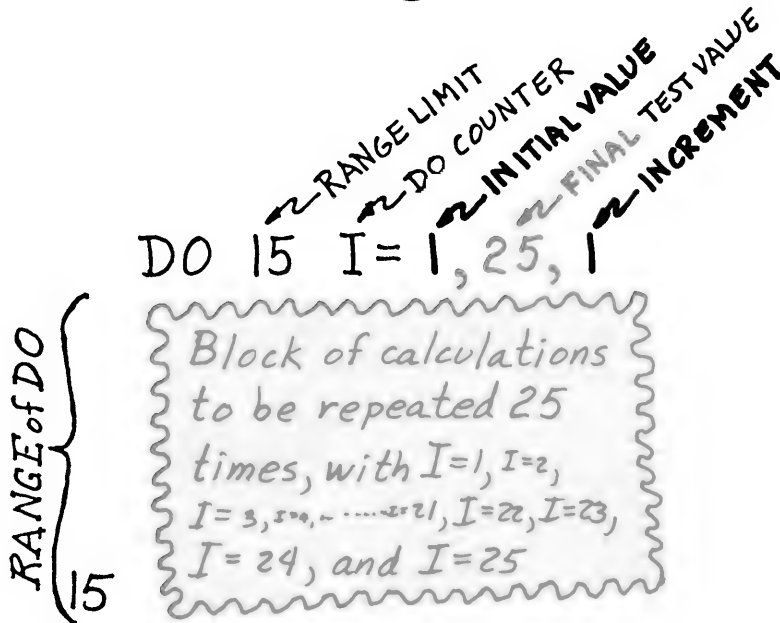 RANGE LIMIT
DO COUNTER
INITIAL VALUE
FINAL TEST VALUE
INCREMENT
DO 15 I = 1, 25, 1
RANGE of DO
Block of calculations
to be repeated 25
times, with I=1, I=2,
I=3, I=4, ~ ......I=21, I=22, I=23,
I=24, and I=25
15